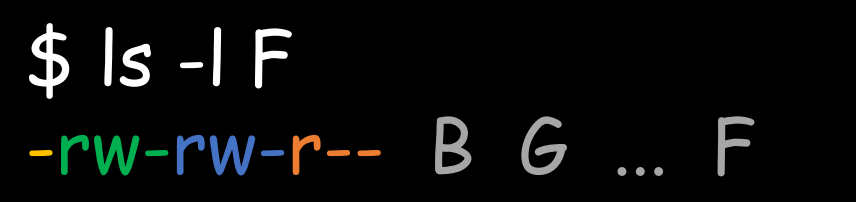 $ ls -l F
-rw-rw-r-- B G ... F